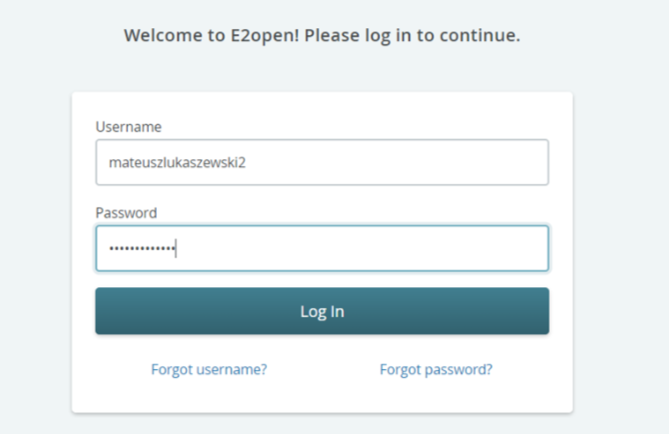 Welcome to E2open! Please log in to continue.
Username
mateuszlukaszewski2
Password
•••••••••••••
Log In
Forgot username? Forgot password?